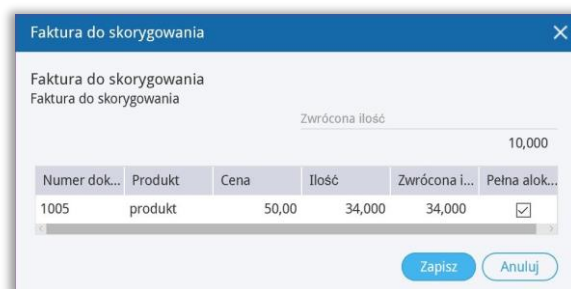 Faktura do skorygowania
Faktura do skorygowania
Faktura do skorygowania
Zwrócona ilość
10,000
Numer dok... Produkt Cena Ilość Zwrócona i... Pełna alok...
1005 produkt 50,00 34,000 34,000
Zapisz Anuluj